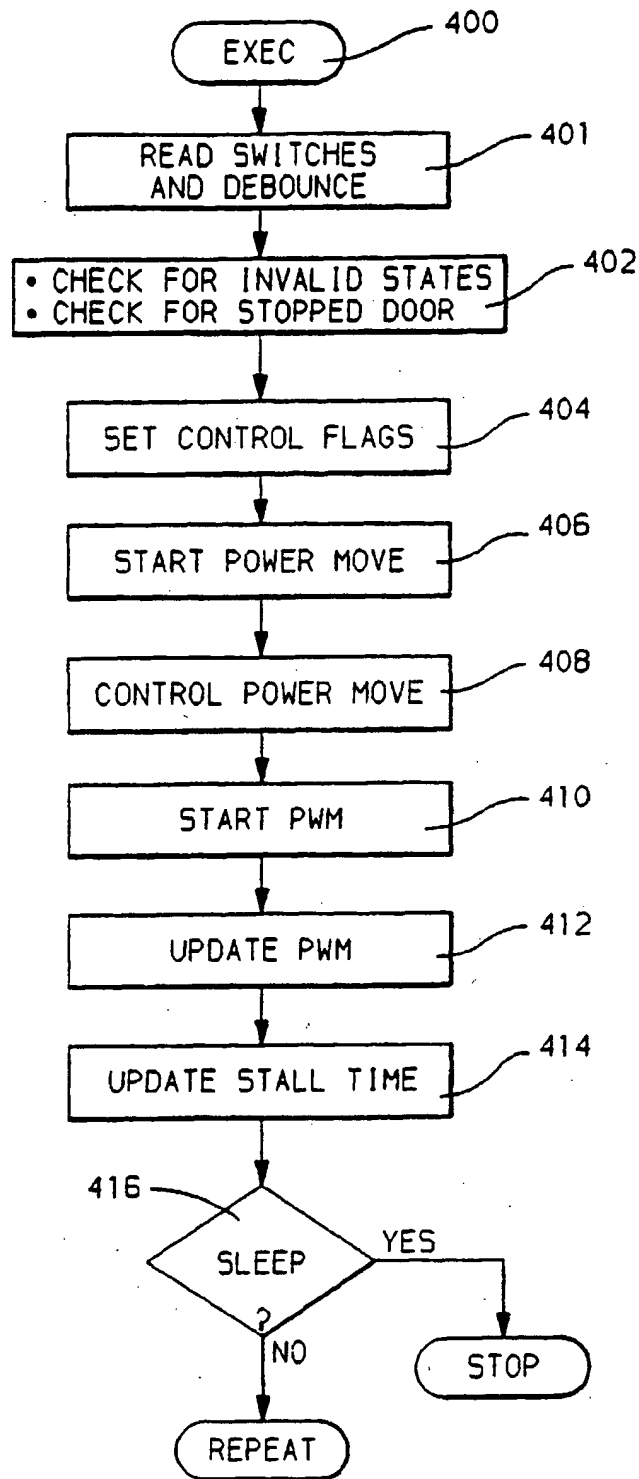 400
EXEC
401
READ SWITCHES
AND DEBOUNCE
402
• CHECK FOR INVALID STATES
• CHECK FOR STOPPED DOOR
404
SET CONTROL FLAGS
406
START POWER MOVE
408
CONTROL POWER MOVE
410
START PWM
412
UPDATE PWM
414
UPDATE STALL TIME
416
SLEEP
?
YES
NO
STOP
REPEAT